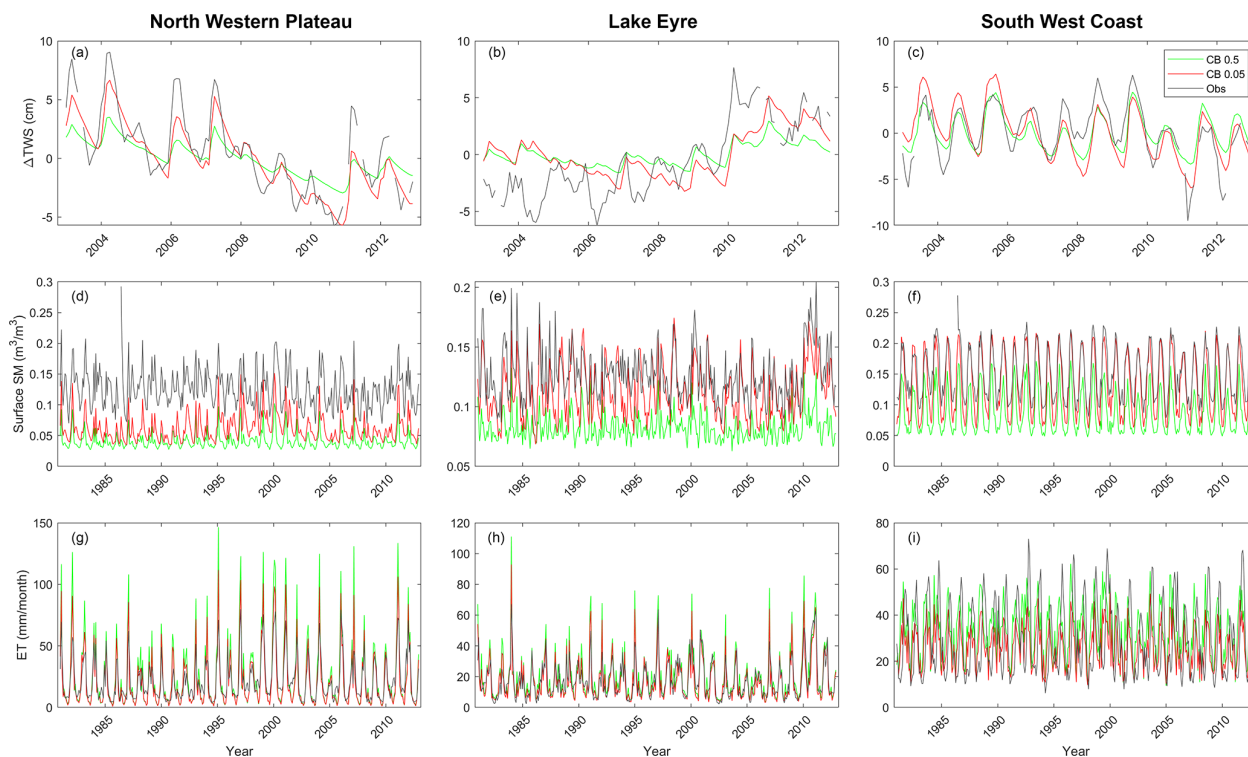 North Western Plateau Lake Eyre South West Coast
(a) (b) (c)
CB 0.5
CB 0.05
Obs
ΔTWS (cm)
10
5
0
-5
2004 2006 2008 2010 2012
10
5
0
-5
2004 2006 2008 2010 2012
10
5
0
-5
-10
2004 2006 2008 2010 2012
(d) (e) (f)
Surface SM (m³/m³)
0.3
0.25
0.2
0.15
0.1
0.05
0
1985 1990 1995 2000 2005 2010
0.2
0.15
0.1
0.05
1985 1990 1995 2000 2005 2010
0.3
0.25
0.2
0.15
0.1
0.05
0
1985 1990 1995 2000 2005 2010
(g) (h) (i)
ET (mm/month)
150
100
50
0
1985 1990 1995 2000 2005 2010
120
100
80
60
40
20
0
1985 1990 1995 2000 2005 2010
80
60
40
20
0
1985 1990 1995 2000 2005 2010
Year Year Year